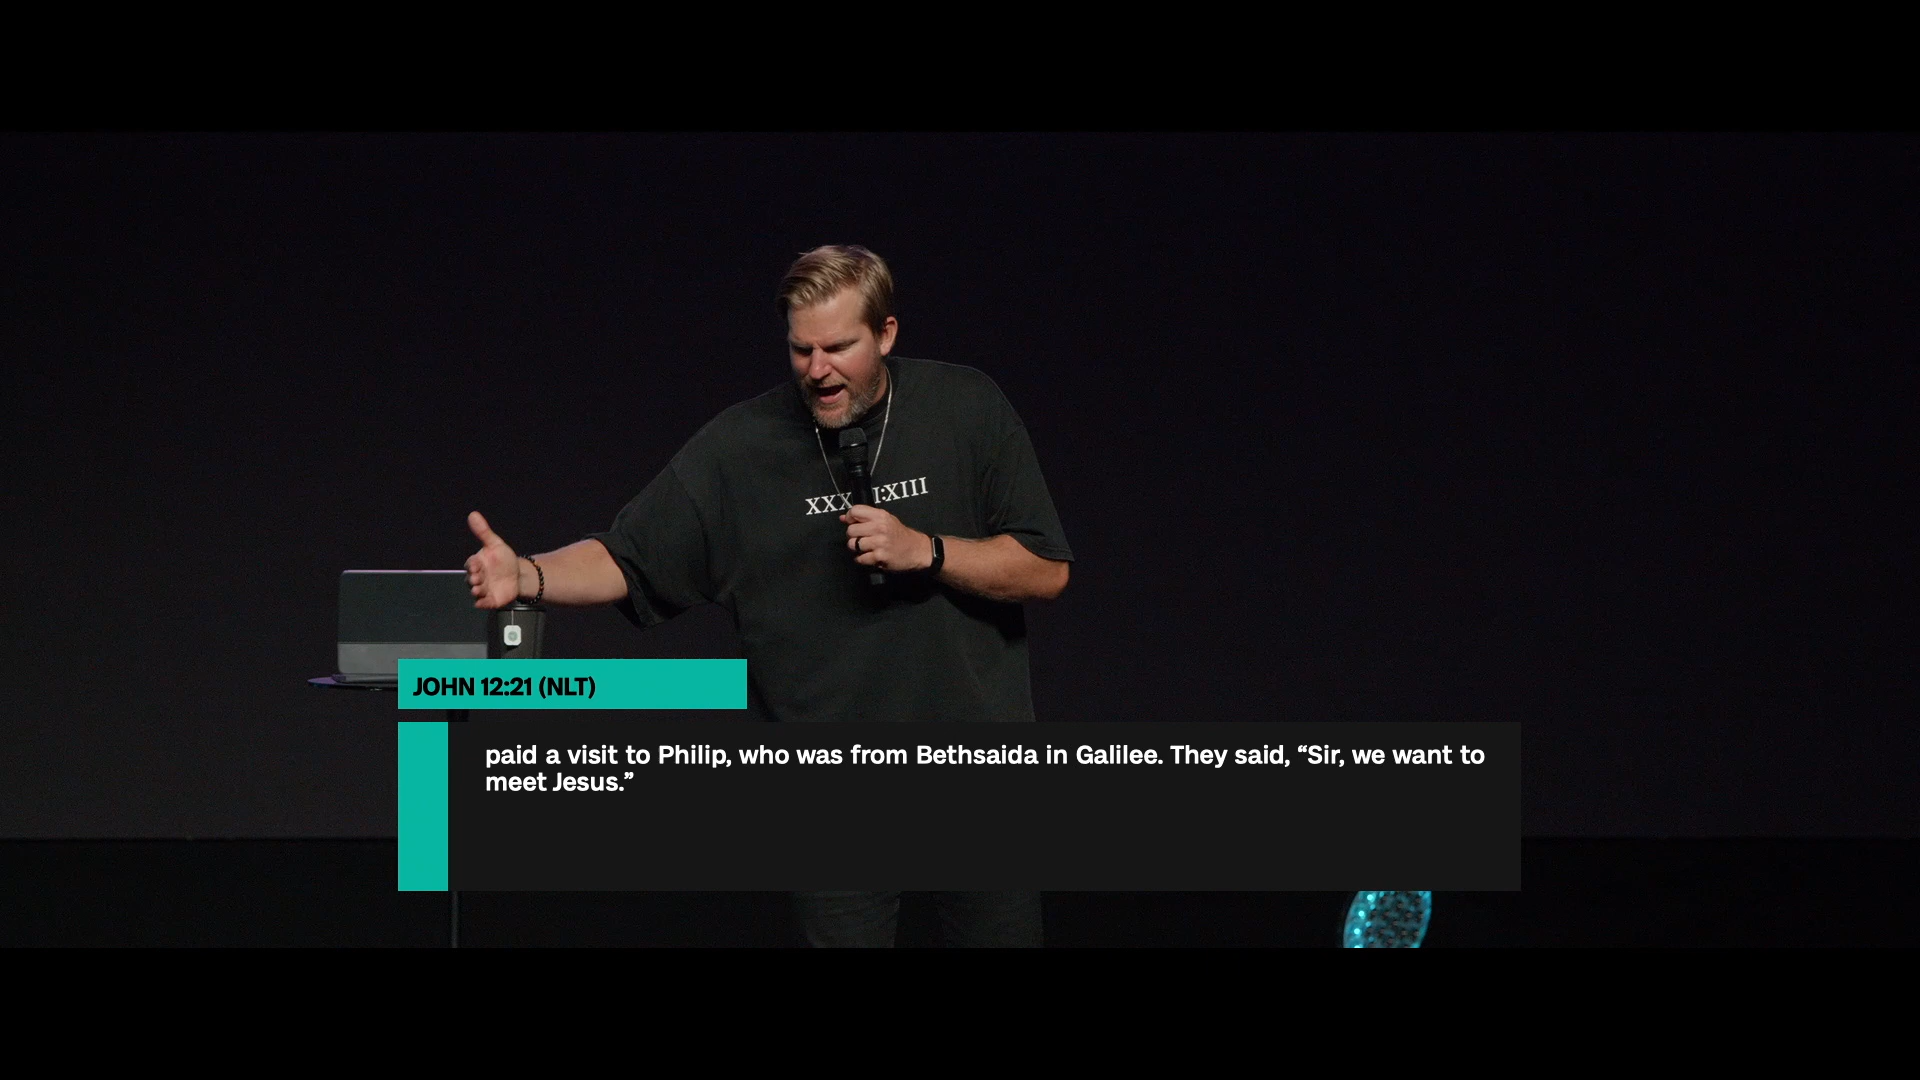 XXX I:XIII
JOHN 12:21 (NLT)
paid a visit to Philip, who was from Bethsaida in Galilee. They said, “Sir, we want to
meet Jesus.”